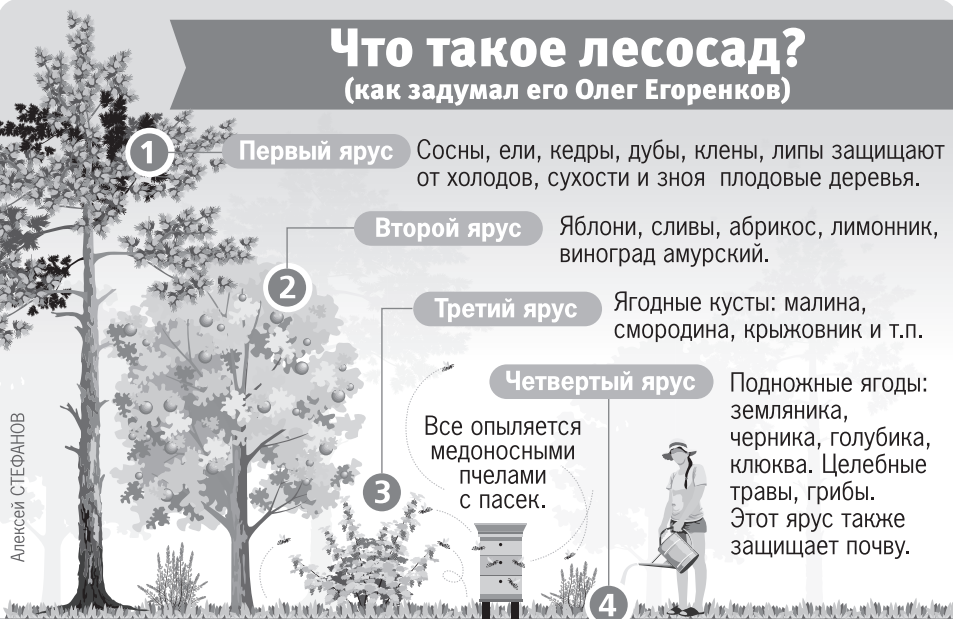 Что такое лесосад?
(как задумал его Олег Егоренков)
1
Первый ярус
Сосны, ели, кедры, дубы, клены, липы защищают
от холодов, сухости и зноя плодовые деревья.
2
Второй ярус
Яблони, сливы, абрикос, лимонник,
виноград амурский.
3
Третий ярус
Ягодные кусты: малина,
смородина, крыжовник и т.п.
4
Четвертый ярус
Подножные ягоды:
земляника,
черника, голубика,
клюква. Целебные
травы, грибы.
Этот ярус также
защищает почву.
Все опыляется
медоносными
пчелами
с пасек.
Алексей СТЕФАНОВ